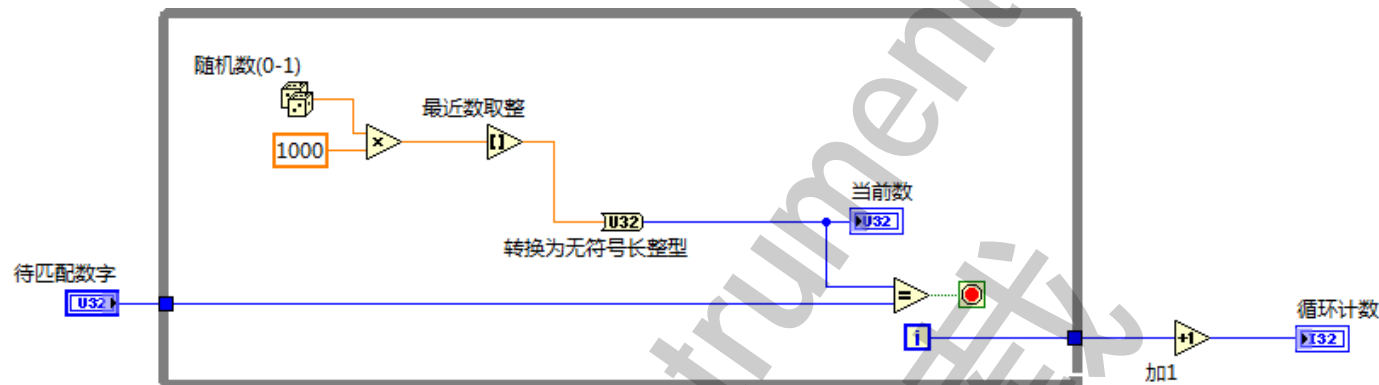 随机数(0-1)
最近数取整
1000
×
[]
当前数
U32
U32
转换为无符号长整型
待匹配数字
U32
=
i
循环计数
+1
I32
加1